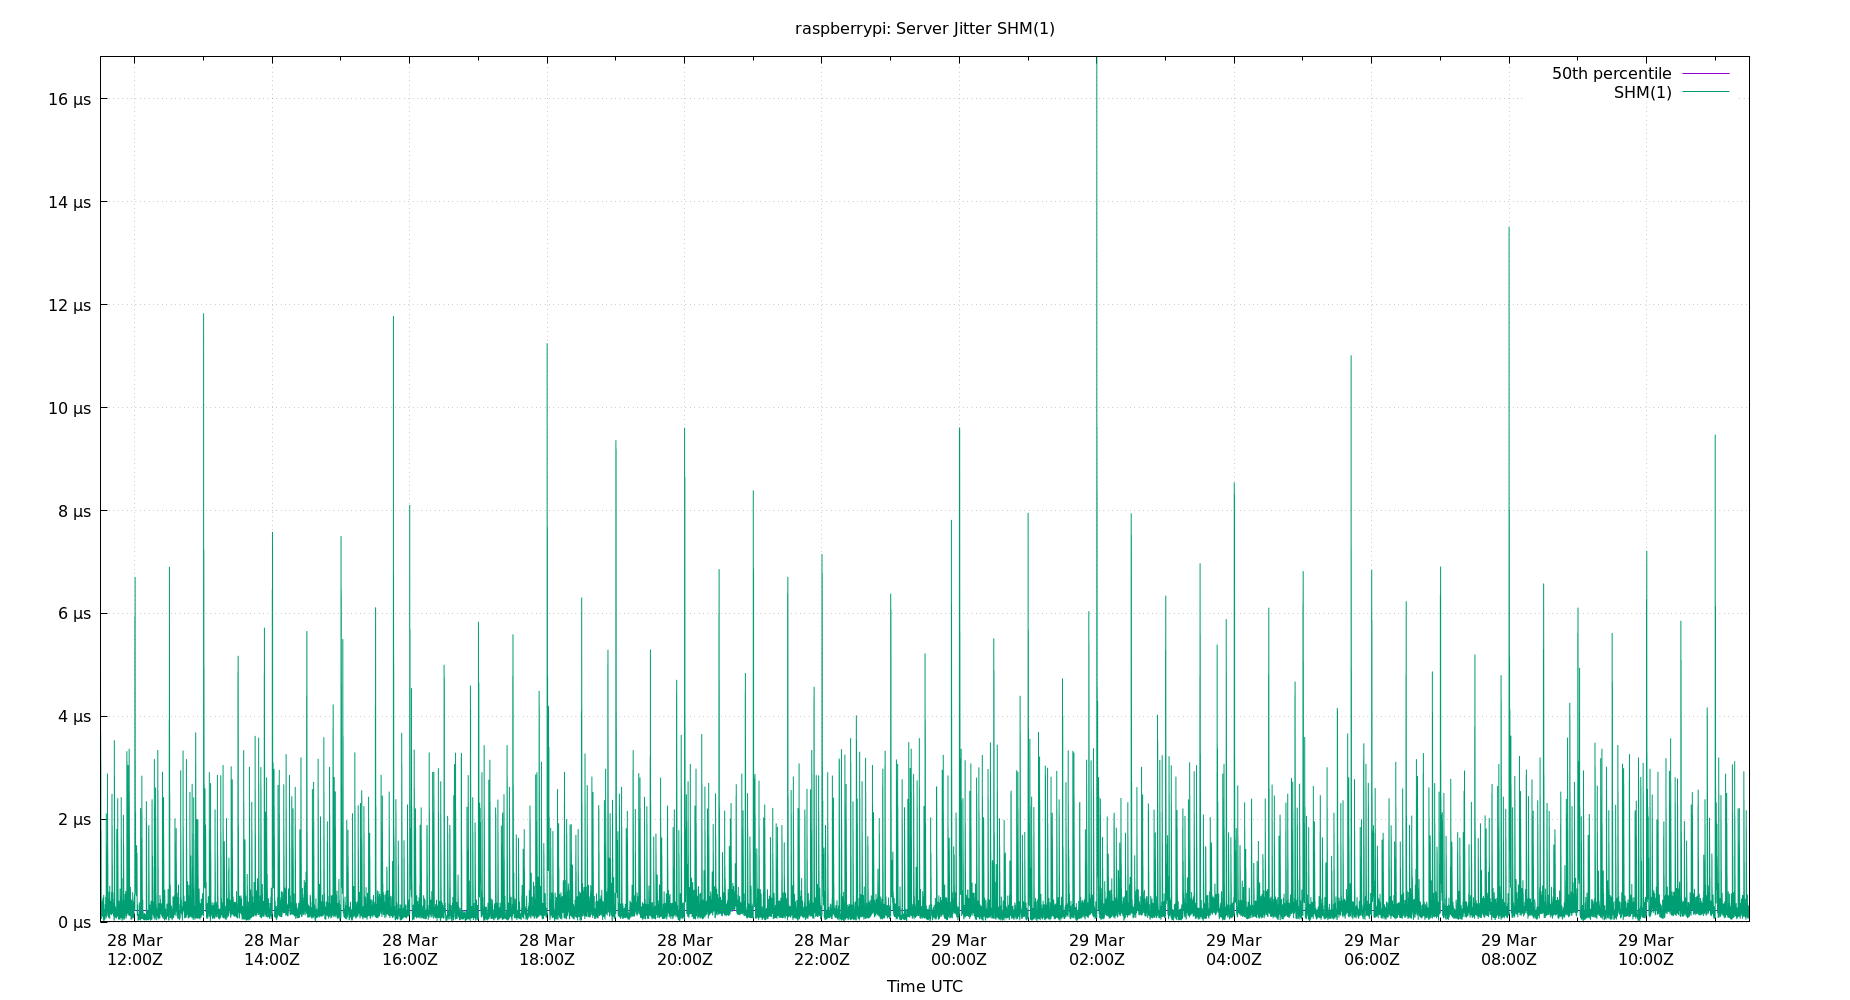 raspberrypi: Server Jitter SHM(1)
50th percentile
SHM(1)
16 µs
14 µs
12 µs
10 µs
8 µs
6 µs
4 µs
2 µs
0 µs
28 Mar 28 Mar 28 Mar 28 Mar 28 Mar 28 Mar 29 Mar 29 Mar 29 Mar 29 Mar 29 Mar 29 Mar
12:00Z 14:00Z 16:00Z 18:00Z 20:00Z 22:00Z 00:00Z 02:00Z 04:00Z 06:00Z 08:00Z 10:00Z
Time UTC